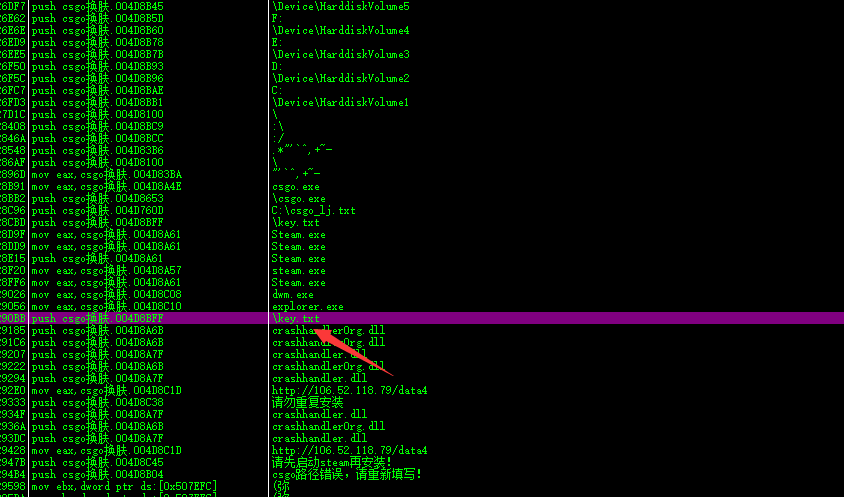 26DF7 push osgo换肤.004D8B45 \Device\HarddiskVolume5
26E62 push osgo换肤.004D8B5D F:
26E6E push osgo换肤.004D8B60 \Device\HarddiskVolume4
26ED9 push osgo换肤.004D8B78 E:
26EE5 push osgo换肤.004D8B7B \Device\HarddiskVolume3
26F50 push osgo换肤.004D8B93 D:
26F5C push osgo换肤.004D8B96 \Device\HarddiskVolume2
26FC7 push osgo换肤.004D8BAE C:
26FD3 push osgo换肤.004D8BB1 \Device\HarddiskVolume1
27D1C push osgo换肤.004D8100 \
28408 push osgo换肤.004D8BC9 :\
2846A push osgo换肤.004D8BCC :/
28548 push osgo换肤.004D83B6 .*"'`^,+~-
286AF push osgo换肤.004D8100 \
2896D mov eax,osgo换肤.004D83BA "'`^,+~-
28B91 mov eax,osgo换肤.004D8A4E osgo.exe
28BB2 push osgo换肤.004D8653 \osgo.exe
28C96 push osgo换肤.004D760D C:\osgo_lj.txt
28CBD push osgo换肤.004D8BFF \key.txt
28D9F mov eax,osgo换肤.004D8A61 Steam.exe
28DD9 mov eax,osgo换肤.004D8A61 Steam.exe
28E15 push osgo换肤.004D8A61 Steam.exe
28F20 mov eax,osgo换肤.004D8A57 steam.exe
28FF6 mov eax,osgo换肤.004D8A61 Steam.exe
29026 mov eax,osgo换肤.004D8C08 dwm.exe
29056 mov eax,osgo换肤.004D8C10 explorer.exe
290BB push osgo换肤.004D8BFF \key.txt
29185 push osgo换肤.004D8A6B crashhandlerOrg.dll
291C6 push osgo换肤.004D8A6B crashhandlerOrg.dll
29207 push osgo换肤.004D8A7F crashhandler.dll
29222 push osgo换肤.004D8A6B crashhandlerOrg.dll
29294 push osgo换肤.004D8A7F crashhandler.dll
292E0 mov eax,osgo换肤.004D8C1D http://106.52.118.79/data4
29333 push osgo换肤.004D8C38 请勿重复安装
2934F push osgo换肤.004D8A7F crashhandler.dll
2936A push osgo换肤.004D8A6B crashhandlerOrg.dll
293DC push osgo换肤.004D8A7F crashhandler.dll
29428 mov eax,osgo换肤.004D8C1D http://106.52.118.79/data4
2947B push osgo换肤.004D8C45 请先启动steam再安装!
294B4 push osgo换肤.004D8B04 osgo路径错误，请重新填写!
29598 mov ebx,dword ptr ds:[0x507EFC]